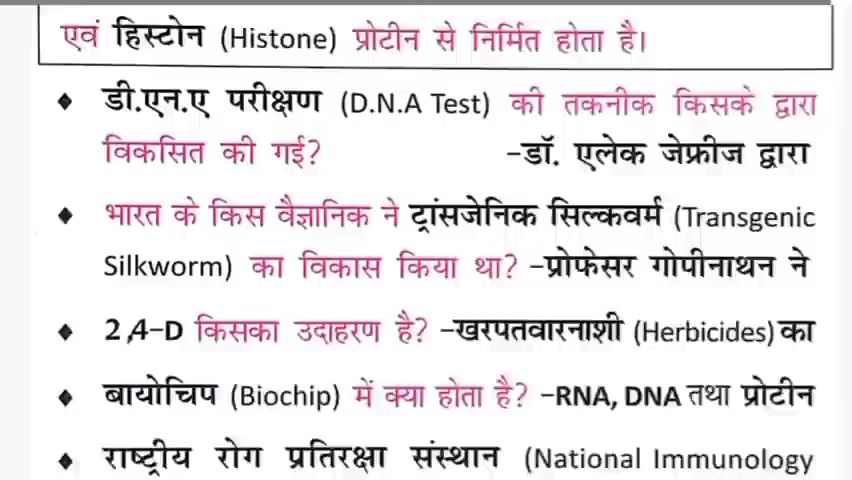 एवं हिस्टोन (Histone) प्रोटीन से निर्मित होता है।
♦ डी.एन.ए परीक्षण (D.N.A Test) की तकनीक किसके द्वारा
विकसित की गई? –डॉ. एलेक जेफ्रीज द्वारा
♦ भारत के किस वैज्ञानिक ने ट्रांसजेनिक सिल्कवर्म (Transgenic
Silkworm) का विकास किया था? –प्रोफेसर गोपीनाथन ने
♦ 2,4–D किसका उदाहरण है? –खरपतवारनाशी (Herbicides) का
♦ बायोचिप (Biochip) में क्या होता है? –RNA, DNA तथा प्रोटीन
♦ राष्ट्रीय रोग प्रतिरक्षा संस्थान (National Immunology